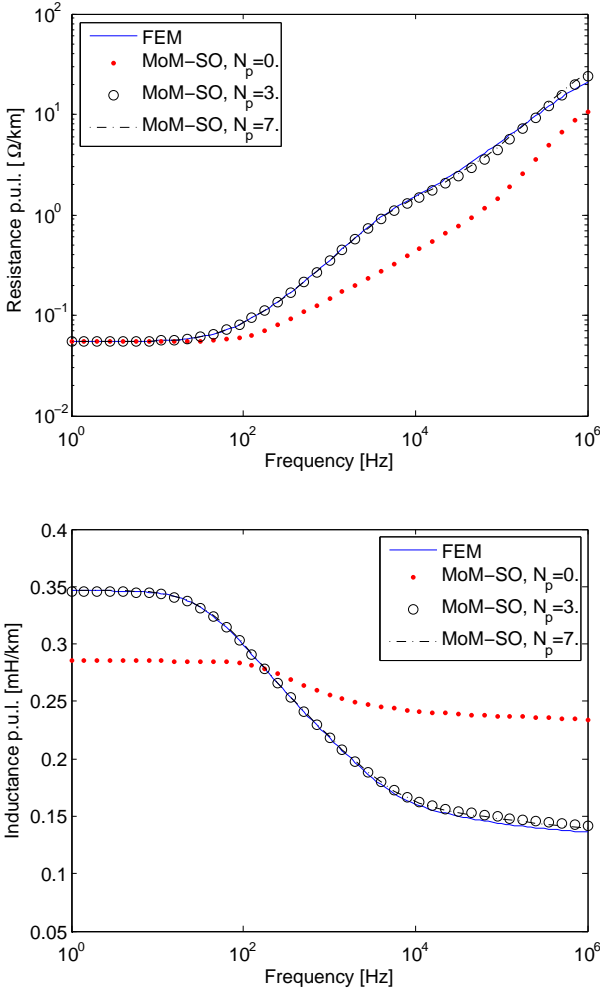 10^2
10^1
10^0
10^-1
10^-2
Resistance p.u.l. [ Ω/km]
FEM
MoM−SO, N_p=0.
MoM−SO, N_p=3.
MoM−SO, N_p=7.
10^0
10^2
10^4
10^6
Frequency [Hz]
0.4
0.35
0.3
0.25
0.2
0.15
0.1
0.05
Inductance p.u.l. [mH/km]
FEM
MoM−SO, N_p=0.
MoM−SO, N_p=3.
MoM−SO, N_p=7.
10^0
10^2
10^4
10^6
Frequency [Hz]